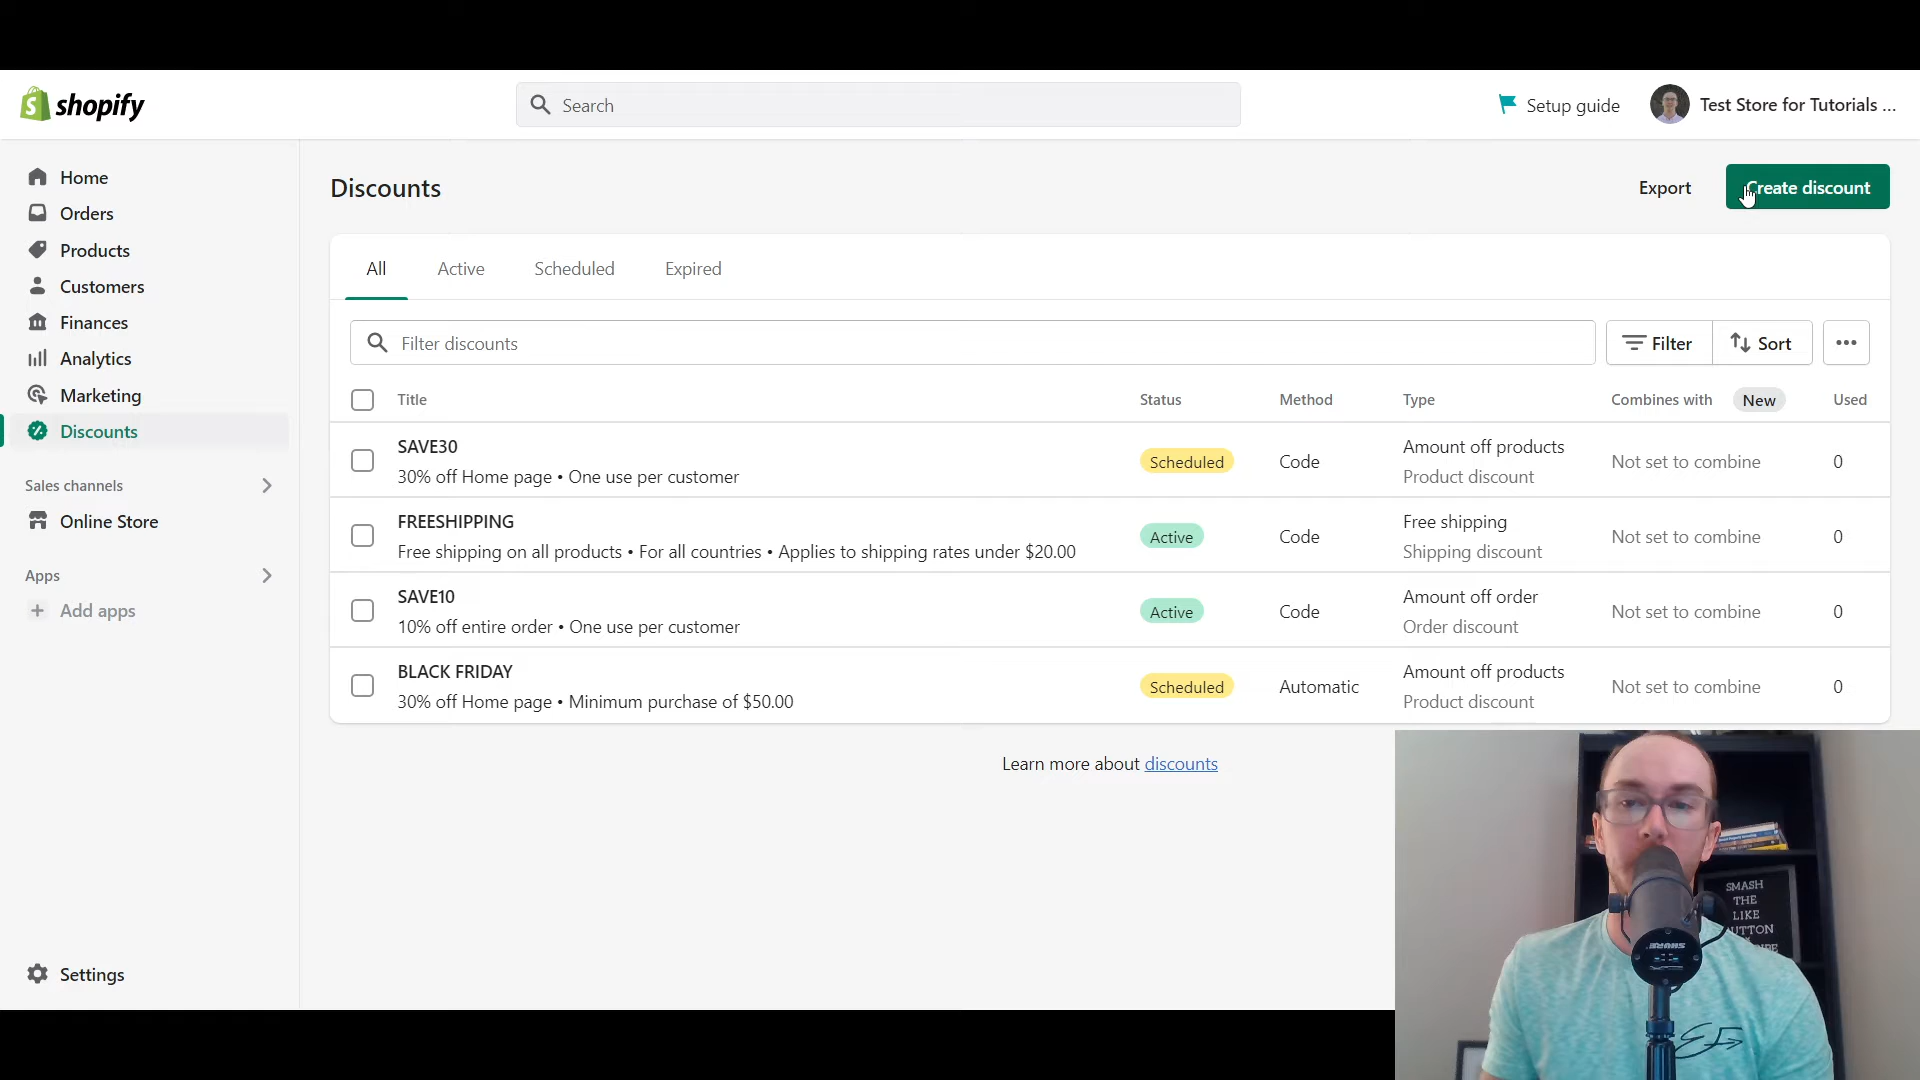 shopify
Search
Setup guide
Test Store for Tutorials ...
Home
Orders
Products
Customers
Finances
Analytics
Marketing
Discounts
Sales channels
Online Store
Apps
Add apps
Settings
Discounts
Export
Create discount
All Active Scheduled Expired
Filter discounts
Filter
Sort
Title Status Method Type Combines with New Used
SAVE30
30% off Home page • One use per customer
Scheduled
Code
Amount off products
Product discount
Not set to combine
0
FREESHIPPING
Free shipping on all products • For all countries • Applies to shipping rates under $20.00
Active
Code
Free shipping
Shipping discount
Not set to combine
0
SAVE10
10% off entire order • One use per customer
Active
Code
Amount off order
Order discount
Not set to combine
0
BLACK FRIDAY
30% off Home page • Minimum purchase of $50.00
Scheduled
Automatic
Amount off products
Product discount
Not set to combine
0
Learn more about discounts
SMASH
THE
LIKE